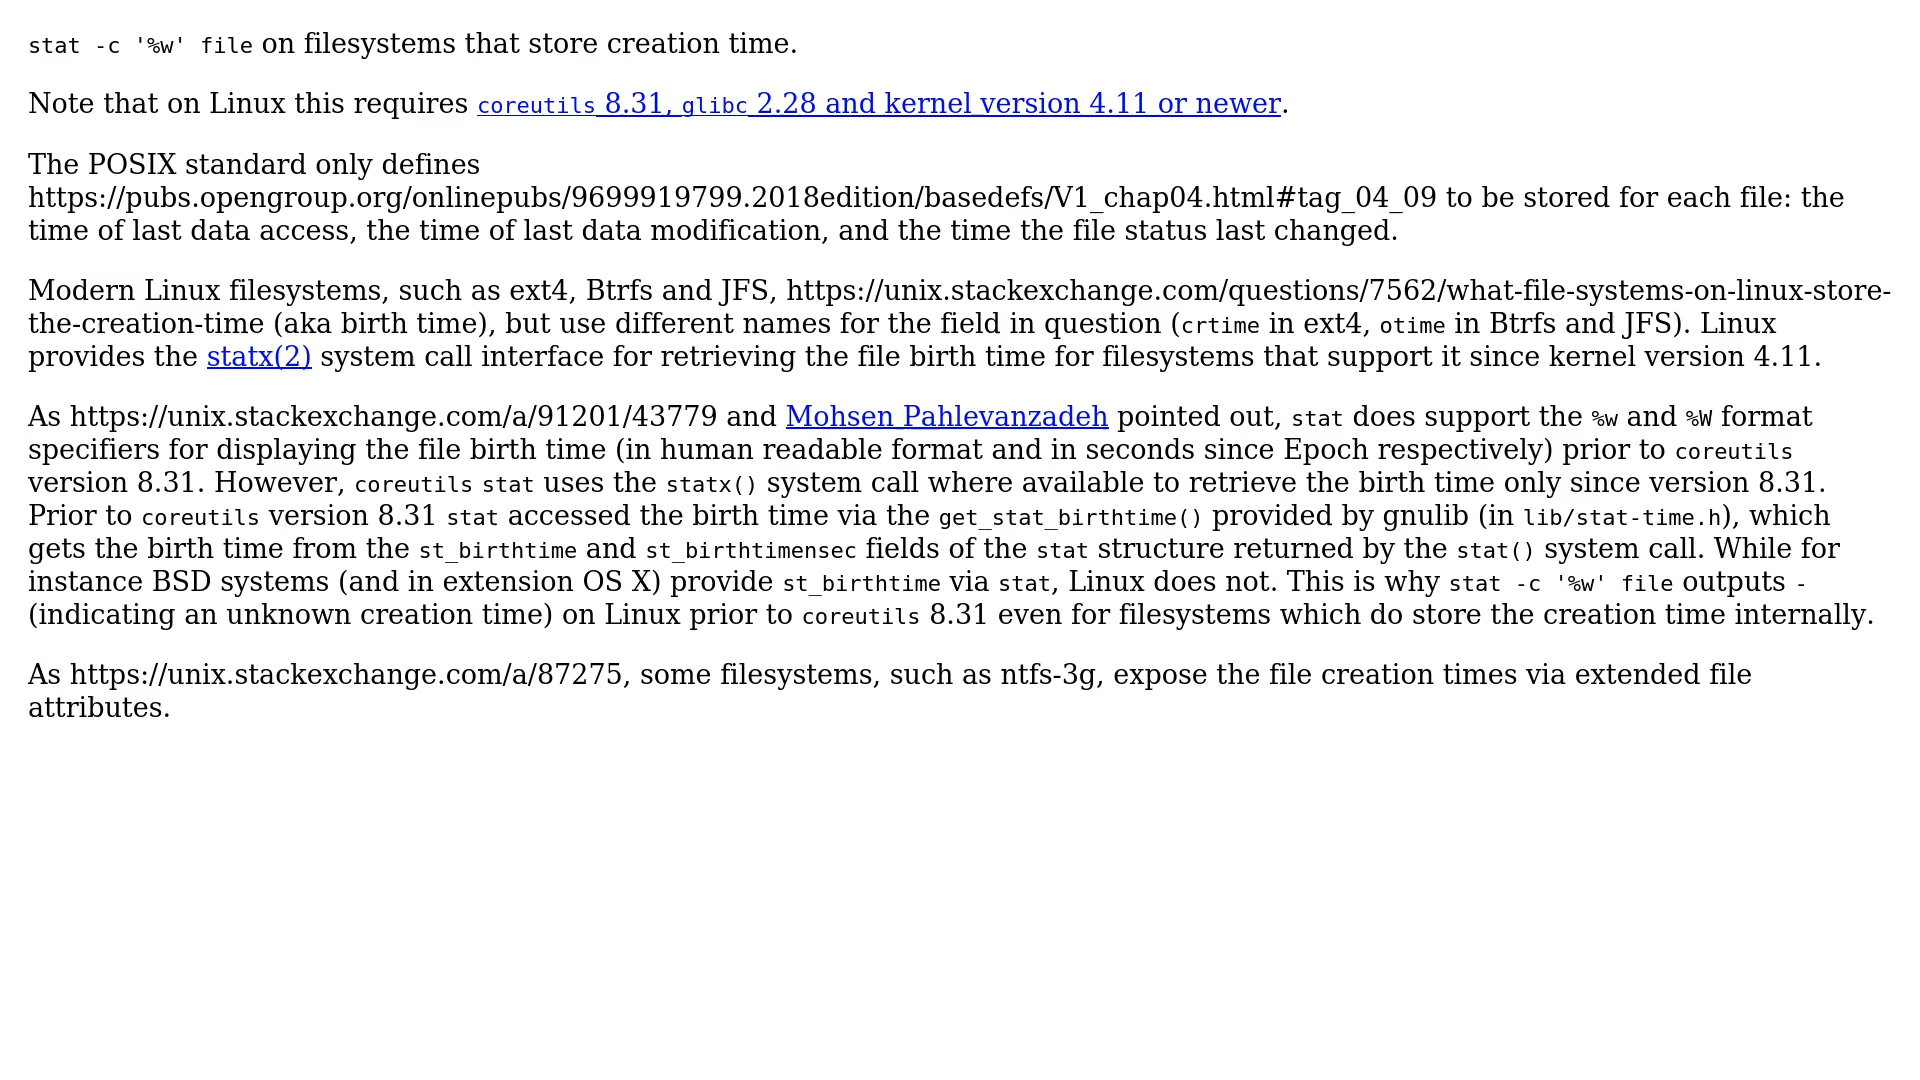 stat -c '%w' file on filesystems that store creation time.
Note that on Linux this requires coreutils 8.31, glibc 2.28 and kernel version 4.11 or newer.
The POSIX standard only defines
https://pubs.opengroup.org/onlinepubs/9699919799.2018edition/basedefs/V1_chap04.html#tag_04_09 to be stored for each file: the
time of last data access, the time of last data modification, and the time the file status last changed.
Modern Linux filesystems, such as ext4, Btrfs and JFS, https://unix.stackexchange.com/questions/7562/what-file-systems-on-linux-store-
the-creation-time (aka birth time), but use different names for the field in question (crtime in ext4, otime in Btrfs and JFS). Linux
provides the statx(2) system call interface for retrieving the file birth time for filesystems that support it since kernel version 4.11.
As https://unix.stackexchange.com/a/91201/43779 and Mohsen Pahlevanzadeh pointed out, stat does support the %w and %W format
specifiers for displaying the file birth time (in human readable format and in seconds since Epoch respectively) prior to coreutils
version 8.31. However, coreutils stat uses the statx() system call where available to retrieve the birth time only since version 8.31.
Prior to coreutils version 8.31 stat accessed the birth time via the get_stat_birthtime() provided by gnulib (in lib/stat-time.h), which
gets the birth time from the st_birthtime and st_birthtimensec fields of the stat structure returned by the stat() system call. While for
instance BSD systems (and in extension OS X) provide st_birthtime via stat, Linux does not. This is why stat -c '%w' file outputs -
(indicating an unknown creation time) on Linux prior to coreutils 8.31 even for filesystems which do store the creation time internally.
As https://unix.stackexchange.com/a/87275, some filesystems, such as ntfs-3g, expose the file creation times via extended file
attributes.